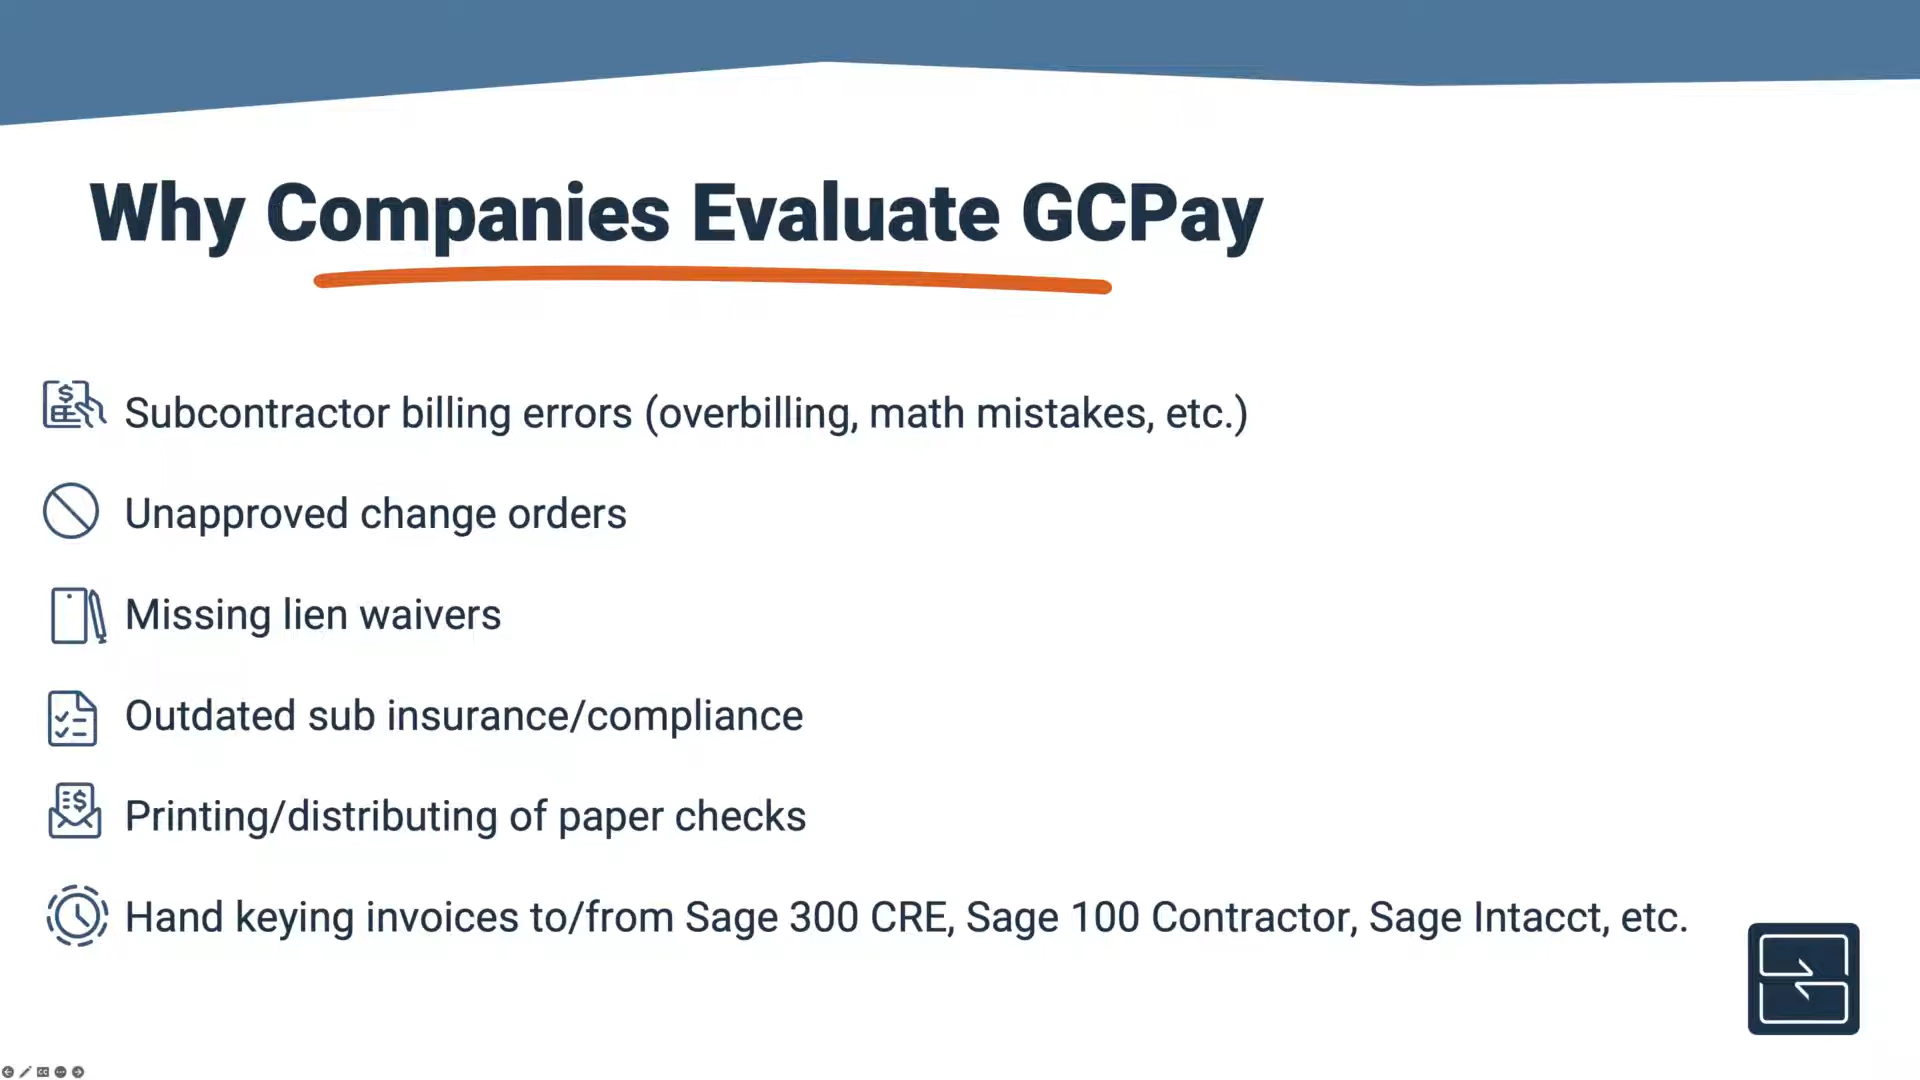 Why Companies Evaluate GCPay
Subcontractor billing errors (overbilling, math mistakes, etc.)
Unapproved change orders
Missing lien waivers
Outdated sub insurance/compliance
Printing/distributing of paper checks
Hand keying invoices to/from Sage 300 CRE, Sage 100 Contractor, Sage Intacct, etc.